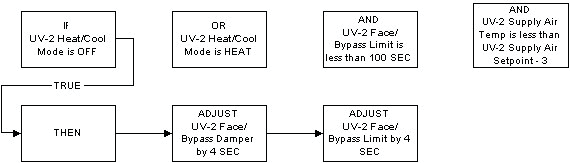 IF
UV-2 Heat/Cool
Mode is OFF
OR
UV-2 Heat/Cool
Mode is HEAT
AND
UV-2 Face/
Bypass Limit is
less than 100 SEC
AND
UV-2 Supply Air
Temp is less than
UV-2 Supply Air
Setpoint - 3
TRUE
THEN
ADJUST
UV-2 Face/
Bypass Damper
by 4 SEC
ADJUST
UV-2 Face/
Bypass Limit by 4
SEC